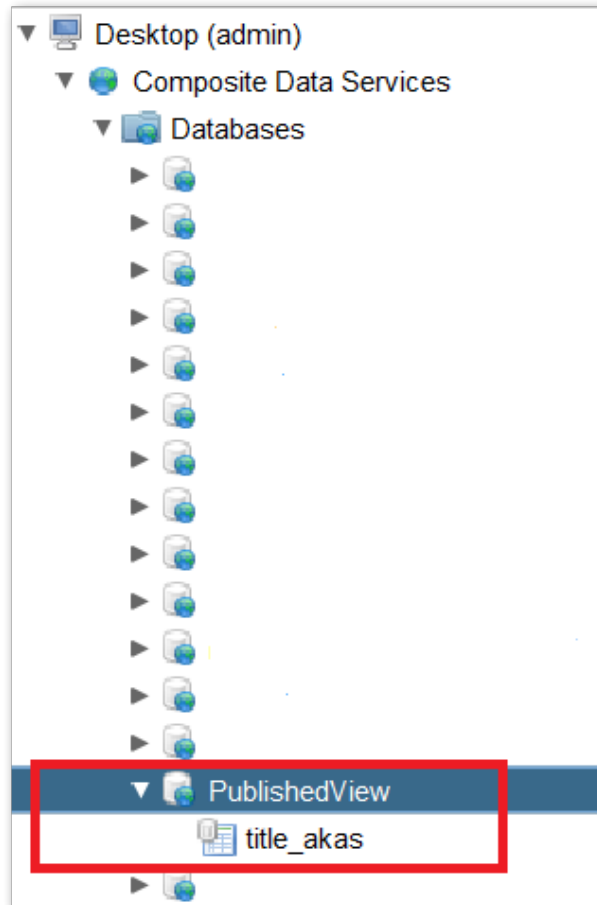 Desktop (admin)
Composite Data Services
Databases
PublishedView
title_akas